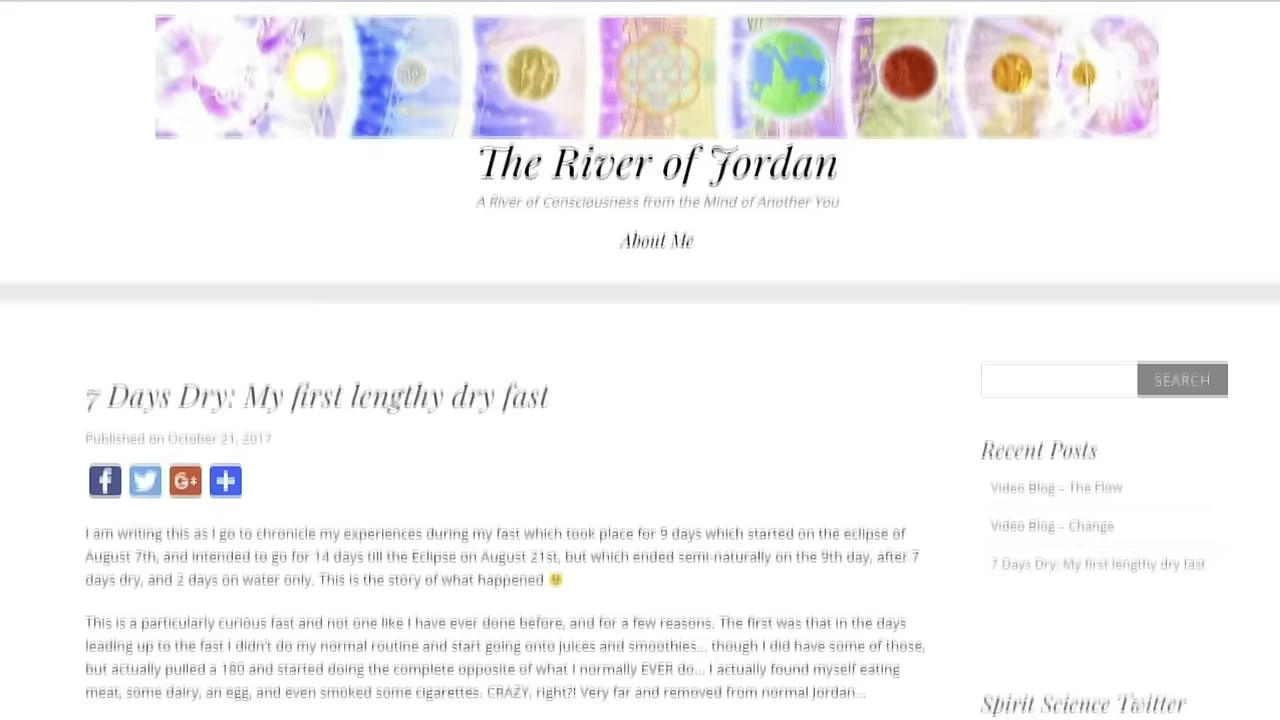 The River of Jordan
A River of Consciousness from the Mind of Another You
About Me
7 Days Dry: My first lengthy dry fast
Published on October 21, 2017
I am writing this as I go to chronicle my experiences during my fast which took place for 9 days which started on the eclipse of
August 7th, and intended to go for 14 days till the Eclipse on August 21st, but which ended semi-naturally on the 9th day, after 7
days dry, and 2 days on water only. This is the story of what happened 🙂
This is a particularly curious fast and not one like I have ever done before, and for a few reasons. The first was that in the days
leading up to the fast I didn't do my normal routine and start going onto juices and smoothies... though I did have some of those,
but actually pulled a 180 and started doing the complete opposite of what I normally EVER do... I actually found myself eating
meat, some dairy, an egg, and even smoked some cigarettes. CRAZY, right?! Very far and removed from normal Jordan...
SEARCH
Recent Posts
Video Blog – The Flow
Video Blog – Change
7 Days Dry: My first lengthy dry fast
Spirit Science Twitter